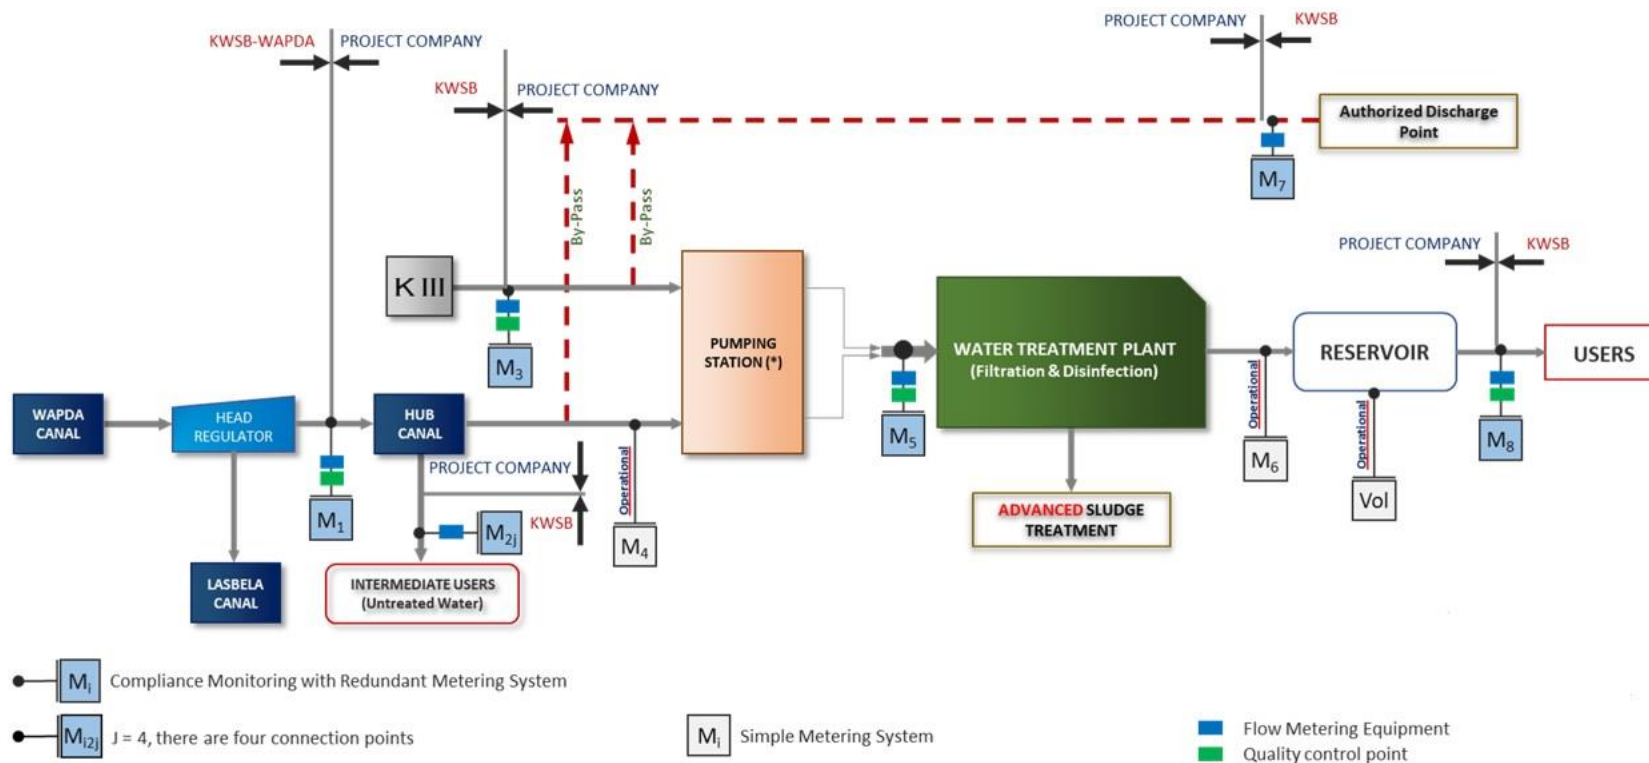 PROJECT COMPANY
KWSB
KWSB-WAPDA
PROJECT COMPANY
KWSB
PROJECT COMPANY
Authorized Discharge
Point
M7
By-Pass
By-Pass
K III
M3
PROJECT COMPANY
KWSB
PUMPING
STATION (*)
WATER TREATMENT PLANT
(Filtration & Disinfection)
RESERVOIR
USERS
WAPDA
CANAL
HEAD
REGULATOR
HUB
CANAL
M5
Operational
M6
Operational
Vol
M8
M1
PROJECT COMPANY
KWSB
M2j
Operational
M4
ADVANCED SLUDGE
TREATMENT
LASBELA
CANAL
INTERMEDIATE USERS
(Untreated Water)
Mi
Compliance Monitoring with Redundant Metering System
Mi2j
J = 4, there are four connection points
Mi
Simple Metering System
Flow Metering Equipment
Quality control point